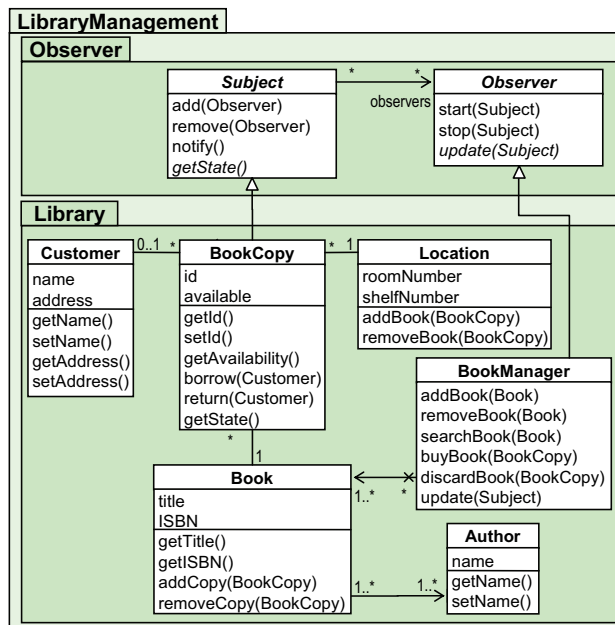 LibraryManagement
Observer
Subject
add(Observer)
remove(Observer)
notify()
getState()
*
*
observers
Observer
start(Subject)
stop(Subject)
update(Subject)
Library
Customer
name
address
getName()
setName()
getAddress()
setAddress()
0..1
*
BookCopy
id
available
getId()
setId()
getAvailability()
borrow(Customer)
return(Customer)
getState()
*
1
Location
roomNumber
shelfNumber
addBook(BookCopy)
removeBook(BookCopy)
BookManager
addBook(Book)
removeBook(Book)
searchBook(Book)
buyBook(BookCopy)
discardBook(BookCopy)
update(Subject)
*
1
Book
title
ISBN
getTitle()
getISBN()
addCopy(BookCopy)
removeCopy(BookCopy)
1..*
*
1..*
1..*
Author
name
getName()
setName()